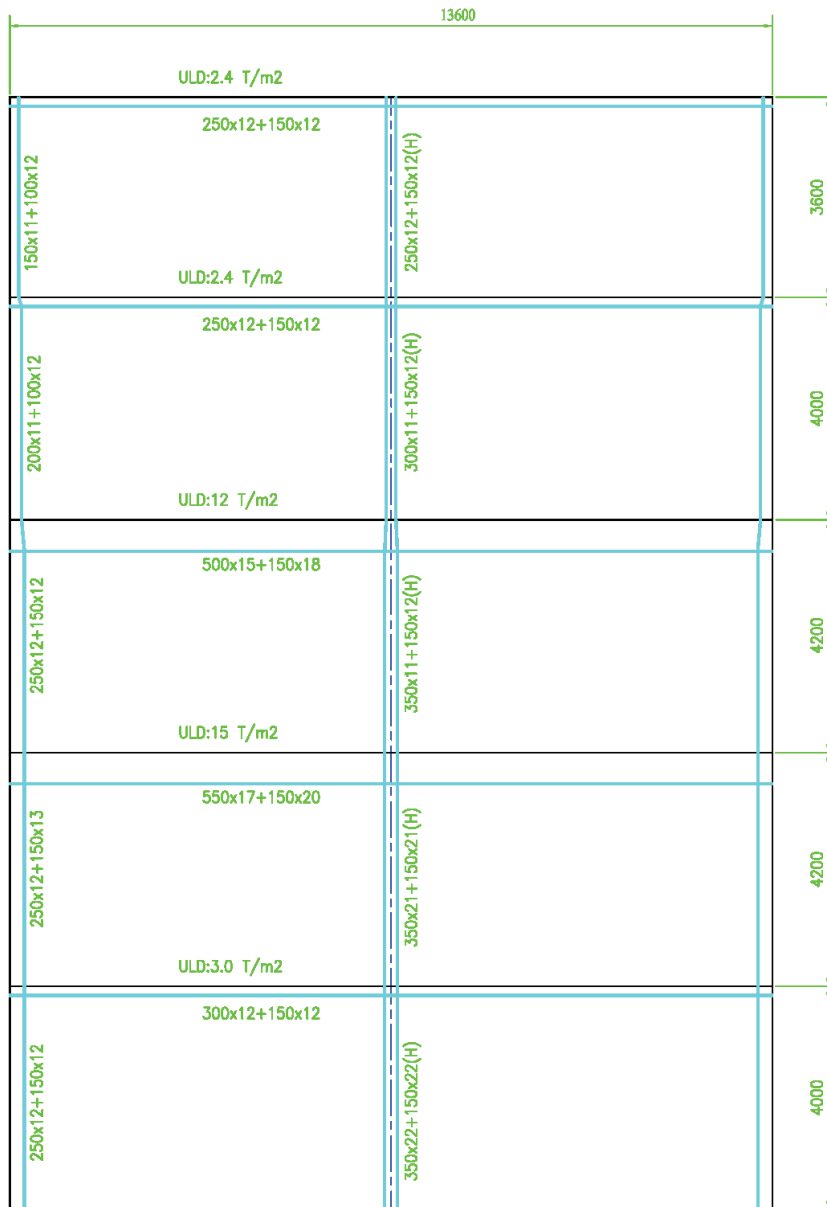 13600
ULD:2.4 T/m2
250x12+150x12
150x11+100x12
250x12+150x12(H)
3600
ULD:2.4 T/m2
250x12+150x12
200x11+100x12
300x11+150x12(H)
4000
ULD:12 T/m2
500x15+150x18
250x12+150x12
350x11+150x12(H)
4200
ULD:15 T/m2
550x17+150x20
250x12+150x13
350x21+150x21(H)
4200
ULD:3.0 T/m2
300x12+150x12
250x12+150x12
350x22+150x22(H)
4000